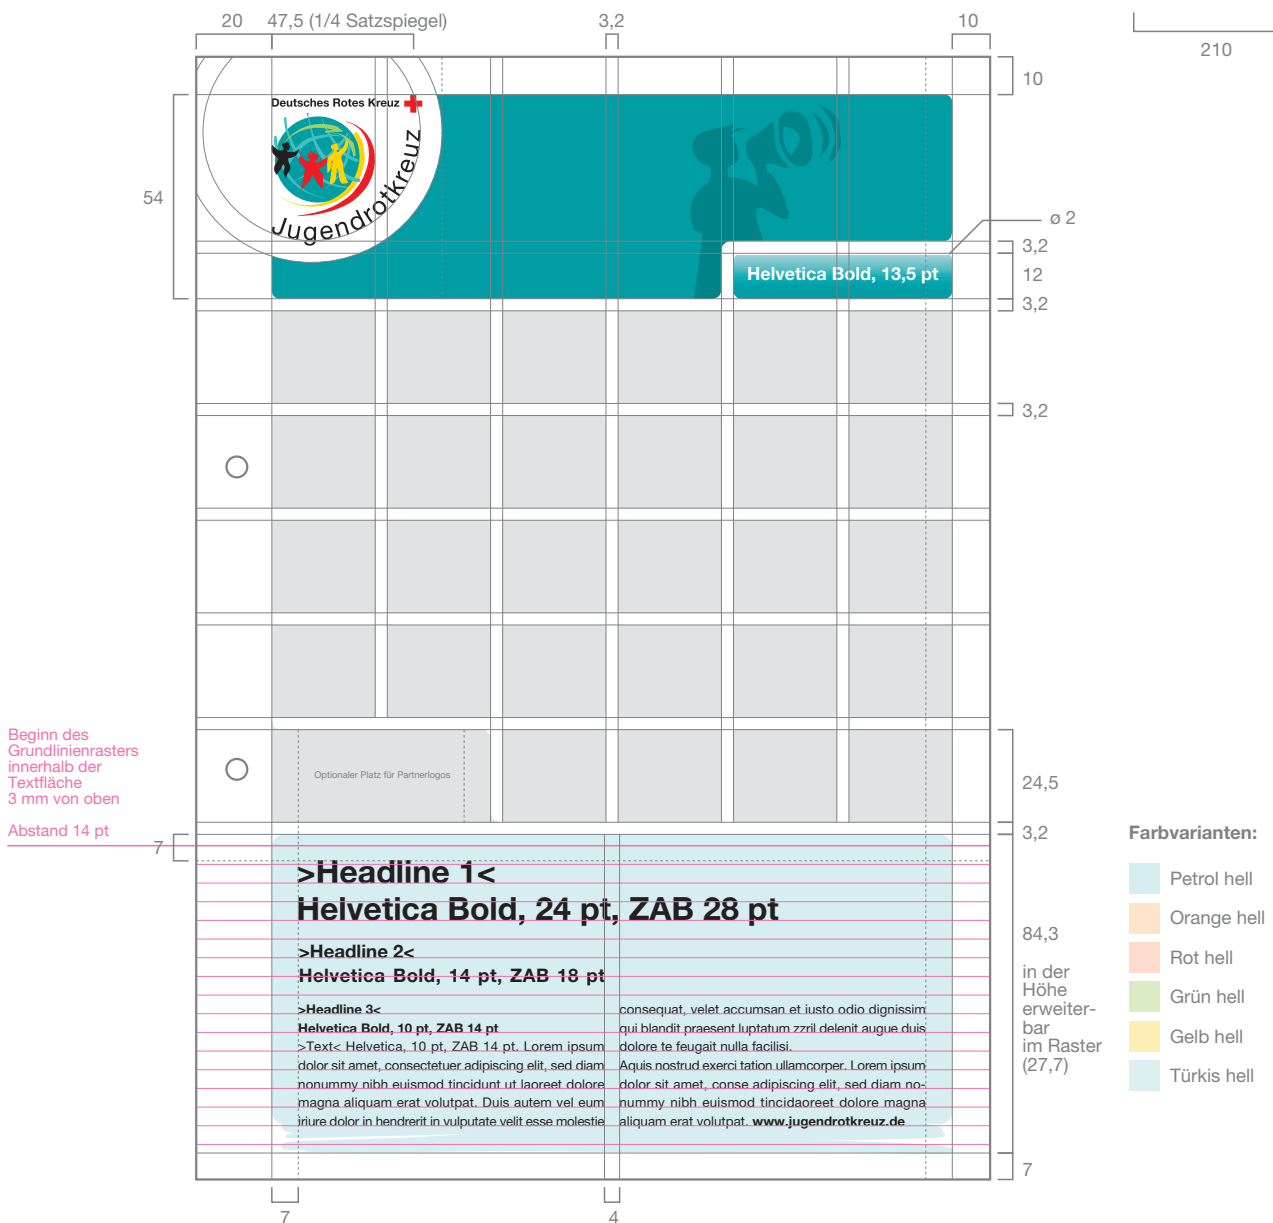 20
47,5 (1/4 Satzspiegel)
3,2
10
210
10
Deutsches Rotes Kreuz
Jugendrotkreuz
54
ø 2
3,2
12
3,2
Helvetica Bold, 13,5 pt
3,2
Beginn des
Grundlinienrasters
innerhalb der
Textfläche
3 mm von oben
Abstand 14 pt
7
Optionaler Platz für Partnerlogos
24,5
3,2
>Headline 1<
Helvetica Bold, 24 pt, ZAB 28 pt
>Headline 2<
Helvetica Bold, 14 pt, ZAB 18 pt
>Headline 3<
Helvetica Bold, 10 pt, ZAB 14 pt
>Text< Helvetica, 10 pt, ZAB 14 pt. Lorem ipsum
dolor sit amet, consectetuer adipiscing elit, sed diam
nonummy nibh euismod tincidunt ut laoreet dolore
magna aliquam erat volutpat. Duis autem vel eum
iriure dolor in hendrerit in vulputate velit esse molestie
consequat, velet accumsan et iusto odio dignissim
qui blandit praesent luptatum zzril delenit augue duis
dolore te feugait nulla facilisi.
Aquis nostrud exerci tation ullamcorper. Lorem ipsum
dolor sit amet, conse adipiscing elit, sed diam no-
nummy nibh euismod tincidaoreet dolore magna
aliquam erat volutpat. www.jugendrotkreuz.de
84,3
in der
Höhe
erweiter-
bar
im Raster
(27,7)
7
7
4
Farbvarianten:
Petrol hell
Orange hell
Rot hell
Grün hell
Gelb hell
Türkis hell